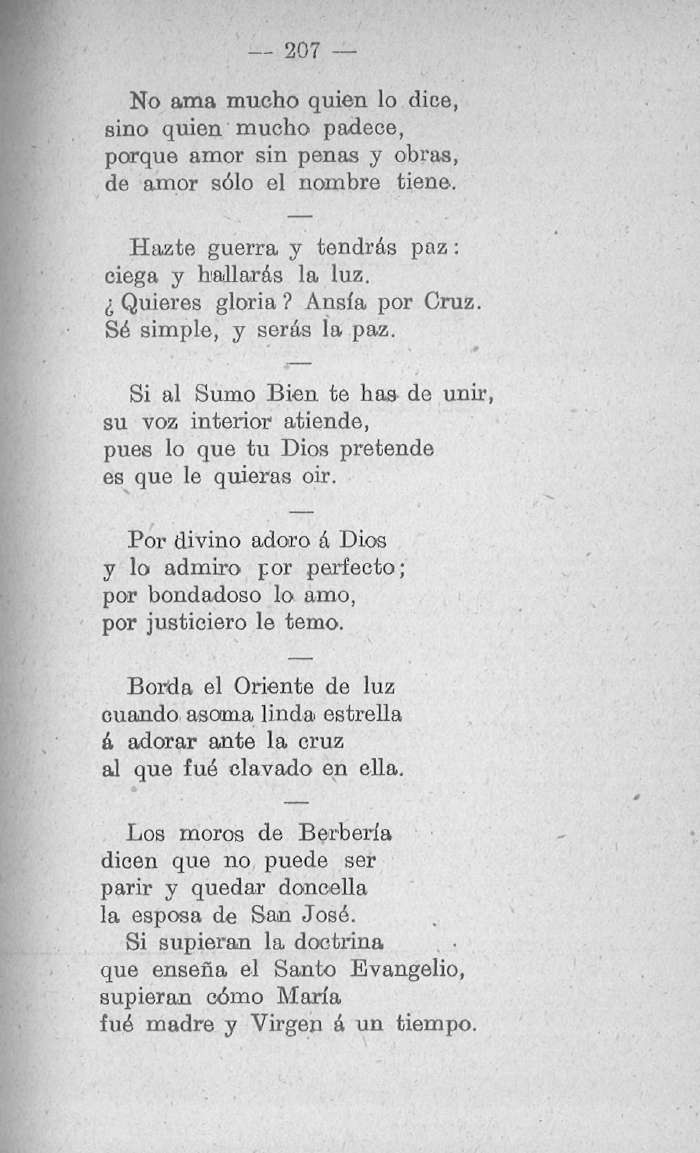 — 207 —
No ama mucho quien lo dice,
sino quien mucho padece,
porque amor sin penas y obras,
de amor sólo el nombre tiene.
—
Hazte guerra y tendrás paz:
ciega y hallarás la luz.
¿Quieres gloria? Ansía por Cruz.
Sé simple, y serás la paz.
—
Si al Sumo Bien te has de unir,
su voz interior atiende,
pues lo que tu Dios pretende
es que le quieras oir.
—
Por divino adoro á Dios
y lo admiro por perfecto;
por bondadoso lo amo,
por justiciero le temo.
—
Borda el Oriente de luz
cuando asoma linda estrella
á adorar ante la cruz
al que fué clavado en ella.
—
Los moros de Berbería
dicen que no puede ser
parir y quedar doncella
la esposa de San José.
Si supieran la doctrina
que enseña el Santo Evangelio,
supieran cómo María
fué madre y Virgen á un tiempo.